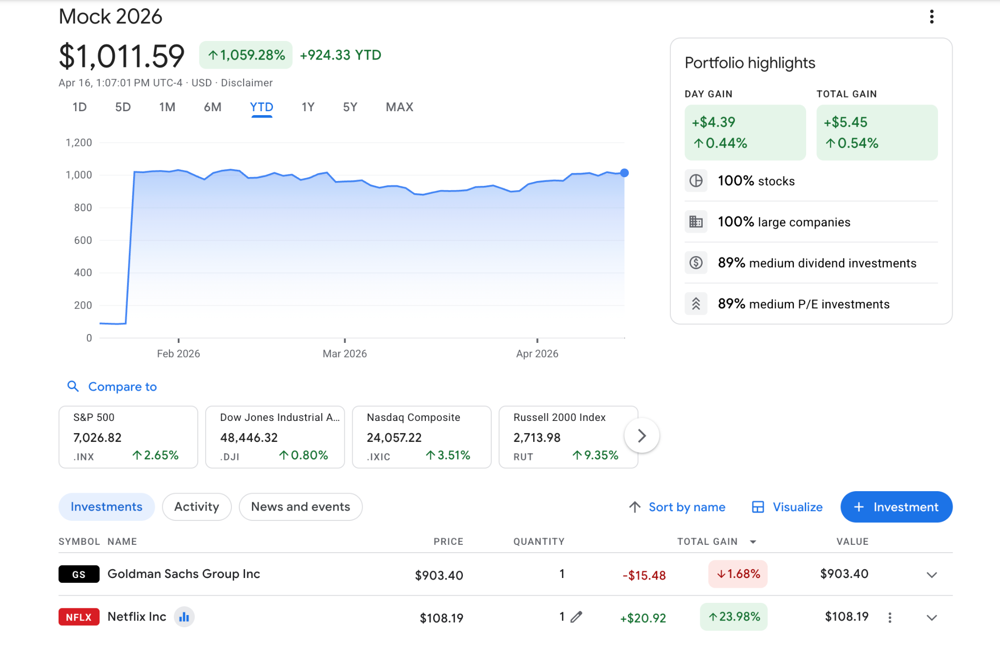 Mock 2026
$1,011.59 ↑1,059.28% +924.33 YTD
Apr 16, 1:07:01 PM UTC-4 · USD · Disclaimer
1D 5D 1M 6M YTD 1Y 5Y MAX
1,200
1,000
800
600
400
200
0
Feb 2026 Mar 2026 Apr 2026
Portfolio highlights
DAY GAIN TOTAL GAIN
+$4.39 +$5.45
↑0.44% ↑0.54%
100% stocks
100% large companies
89% medium dividend investments
89% medium P/E investments
Compare to
S&P 500
7,026.82
.INX ↑2.65%
Dow Jones Industrial A...
48,446.32
.DJI ↑0.80%
Nasdaq Composite
24,057.22
.IXIC ↑3.51%
Russell 2000 Index
2,713.98
RUT ↑9.35%
Investments Activity News and events Sort by name Visualize + Investment
SYMBOL NAME PRICE QUANTITY TOTAL GAIN VALUE
GS Goldman Sachs Group Inc $903.40 1 -$15.48 ↓1.68% $903.40
NFLX Netflix Inc $108.19 1 +$20.92 ↑23.98% $108.19